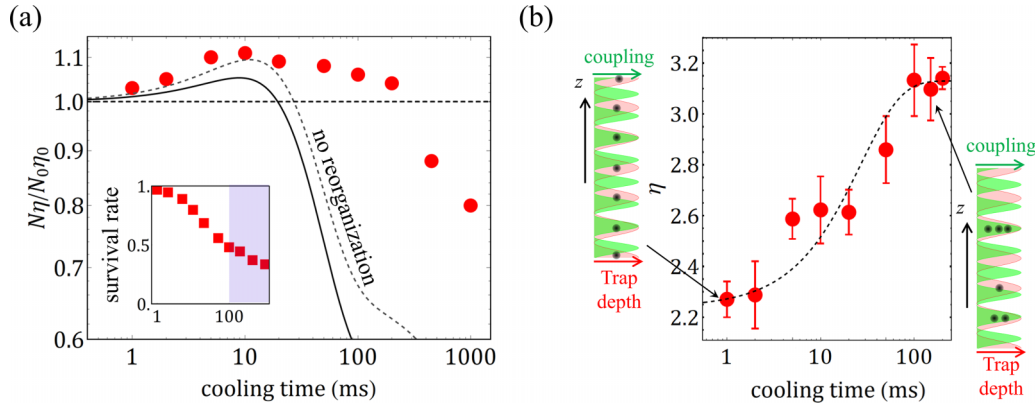 (a)
1.1
1.0
0.9
0.8
0.7
0.6
Nη/N₀η₀
no reorganization
survival rate
1.
0.5
0.
1
100
1
10
100
1000
cooling time (ms)
(b)
coupling
z
Trap
depth
3.2
3.0
2.8
2.6
2.4
2.2
η
1
10
100
cooling time (ms)
coupling
z
Trap
depth